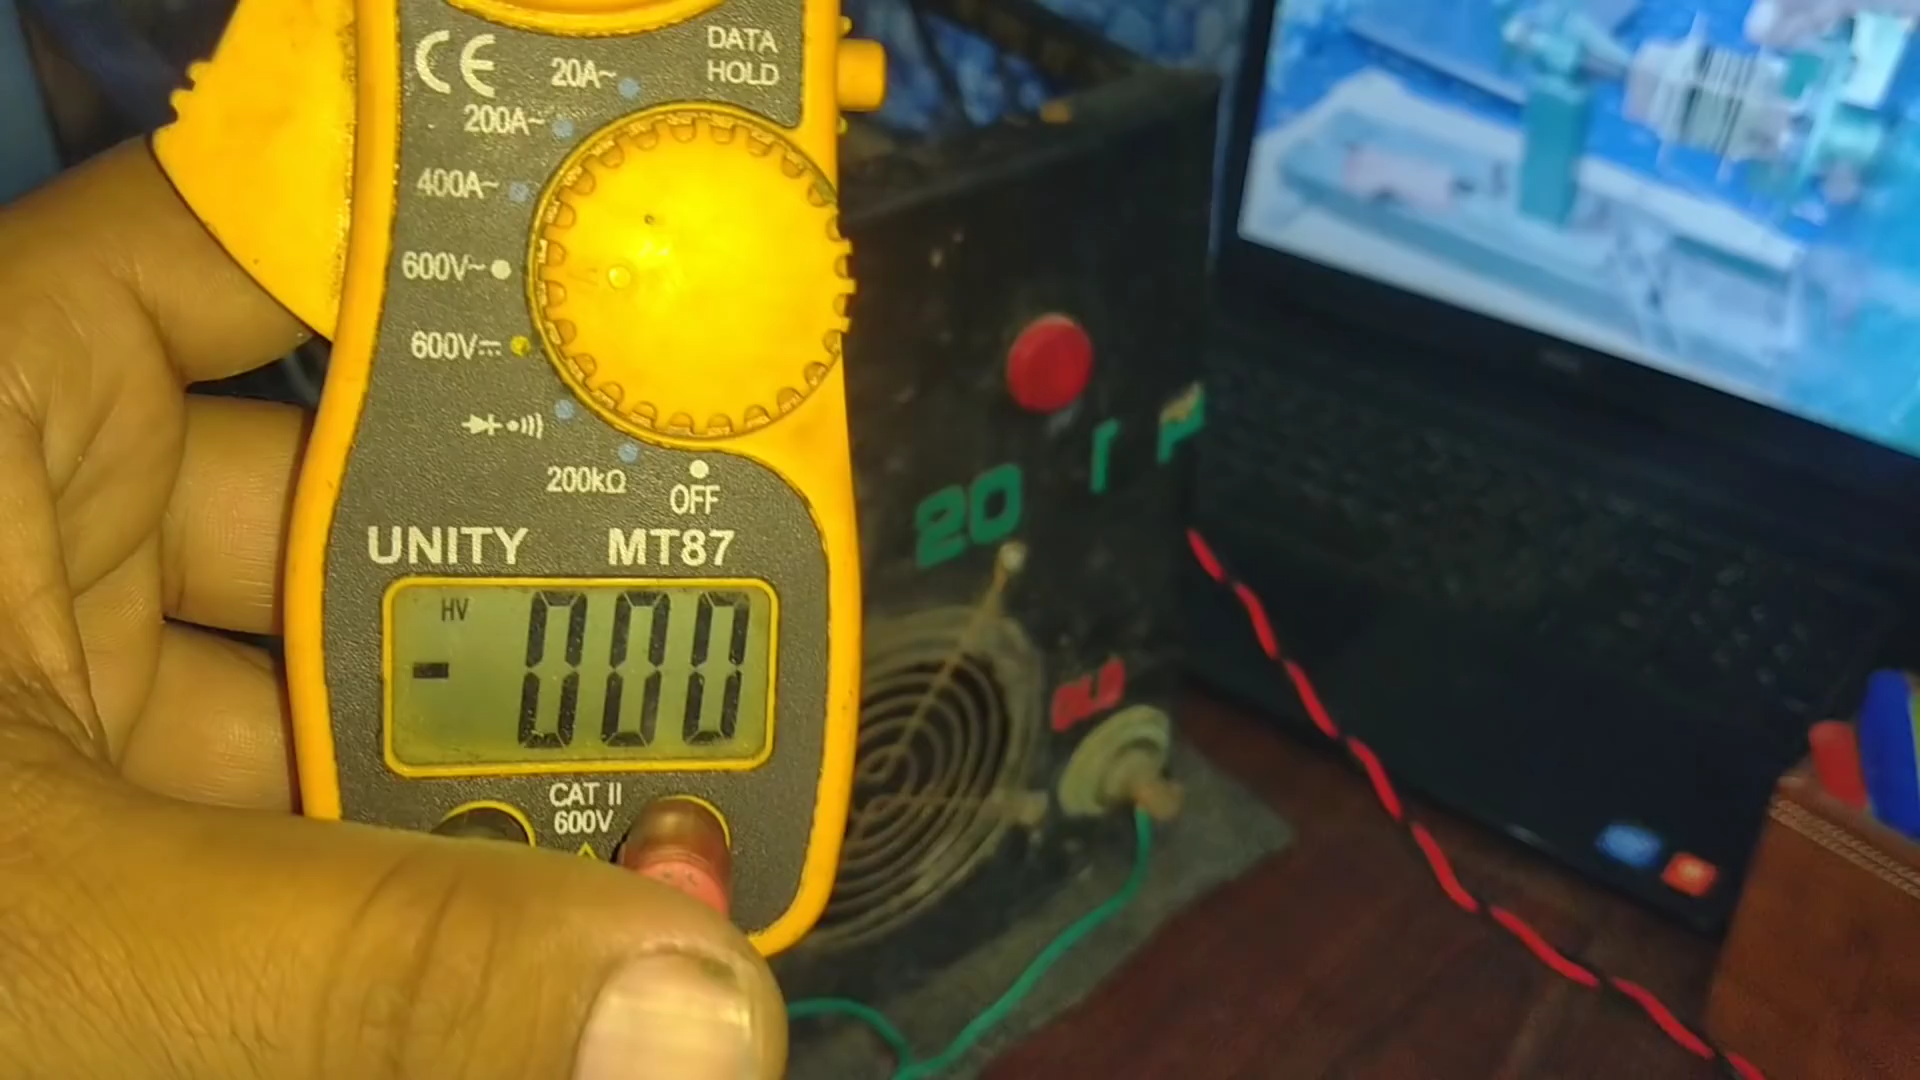 CE
DATA
HOLD
20A~
200A~
400A~
600V~
600V⎓
200kΩ
OFF
UNITY MT87
HV
- 000
CAT II
600V
20